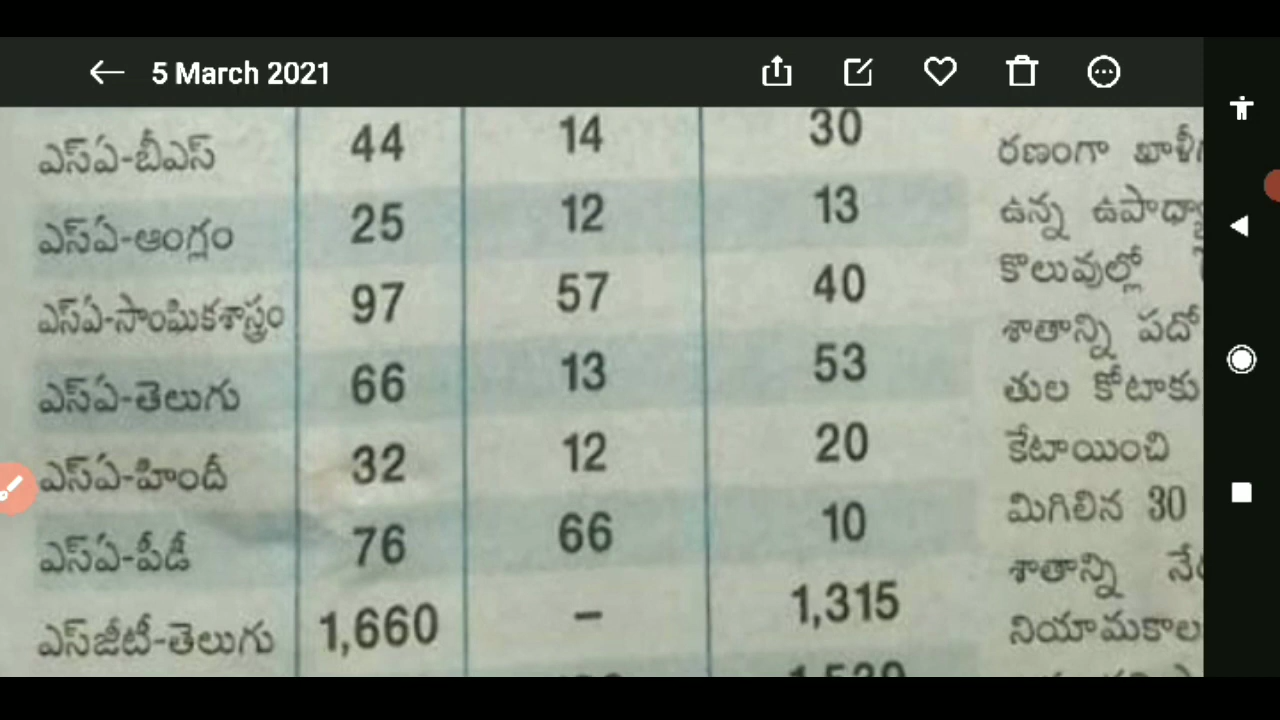 5 March 2021
ఎస్ఏ-బీఎస్ 44 14 30
ఎస్ఏ-ఆంగ్లం 25 12 13
ఎస్ఏ-సాంఘికశాస్త్రం 97 57 40
ఎస్ఏ-తెలుగు 66 13 53
ఎస్ఏ-హిందీ 32 12 20
ఎస్ఏ-పీడీ 76 66 10
ఎస్‌జీటీ-తెలుగు 1,660 – 1,315
రణంగా
ఉన్న
కొలువుల్లో
శాతాన్ని పదో
తుల కోటాకు
కేటాయించి
మిగిలిన 30
శాతాన్ని
నియామకాల